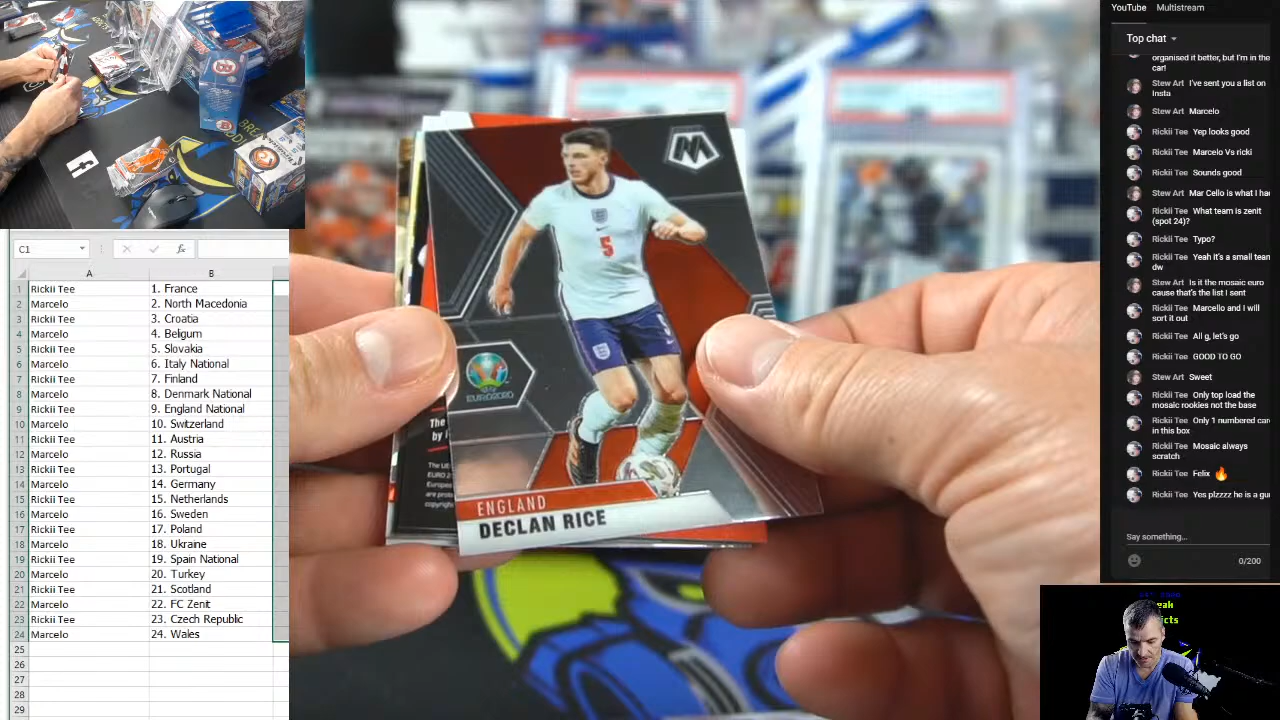 YouTube Multistream
Top chat
organised it better, but I'm in the
car!
Stew Art I've sent you a list on
Insta
Stew Art Marcelo
Rickii Tee Yep looks good
Rickii Tee Marcelo Vs ricki
Rickii Tee Sounds good
Stew Art Mar Cello is what I ha
Rickii Tee What team is zenit
(spot 24)?
Rickii Tee Typo?
Rickii Tee Yeah it's a small team
dw
Stew Art Is it the mosaic euro
cause that's the list I sent
Rickii Tee Marcello and I will
sort it out
Rickii Tee All g, let's go
Rickii Tee GOOD TO GO
Stew Art Sweet
Rickii Tee Only top load the
mosaic rookies not the base
Rickii Tee Only 1 numbered car
in this box
Rickii Tee Mosaic always
scratch
Rickii Tee Felix 🔥
Rickii Tee Yes plzzzz he is a gu
Say something...
0/200
C1
fx
A B
1 Rickii Tee 1. France
2 Marcelo 2. North Macedonia
3 Rickii Tee 3. Croatia
4 Marcelo 4. Beligum
5 Rickii Tee 5. Slovakia
6 Marcelo 6. Italy National
7 Rickii Tee 7. Finland
8 Marcelo 8. Denmark National
9 Rickii Tee 9. England National
10 Marcelo 10. Switzerland
11 Rickii Tee 11. Austria
12 Marcelo 12. Russia
13 Rickii Tee 13. Portugal
14 Marcelo 14. Germany
15 Rickii Tee 15. Netherlands
16 Marcelo 16. Sweden
17 Rickii Tee 17. Poland
18 Marcelo 18. Ukraine
19 Rickii Tee 19. Spain National
20 Marcelo 20. Turkey
21 Rickii Tee 21. Scotland
22 Marcelo 22. FC Zenit
23 Rickii Tee 23. Czech Republic
24 Marcelo 24. Wales
25
26
27
28
29
M
5
UEFA
EURO2020
The
by
The UE
EURO 2
Europea
are prot
copyright
ENGLAND
DECLAN RICE
eak
icts